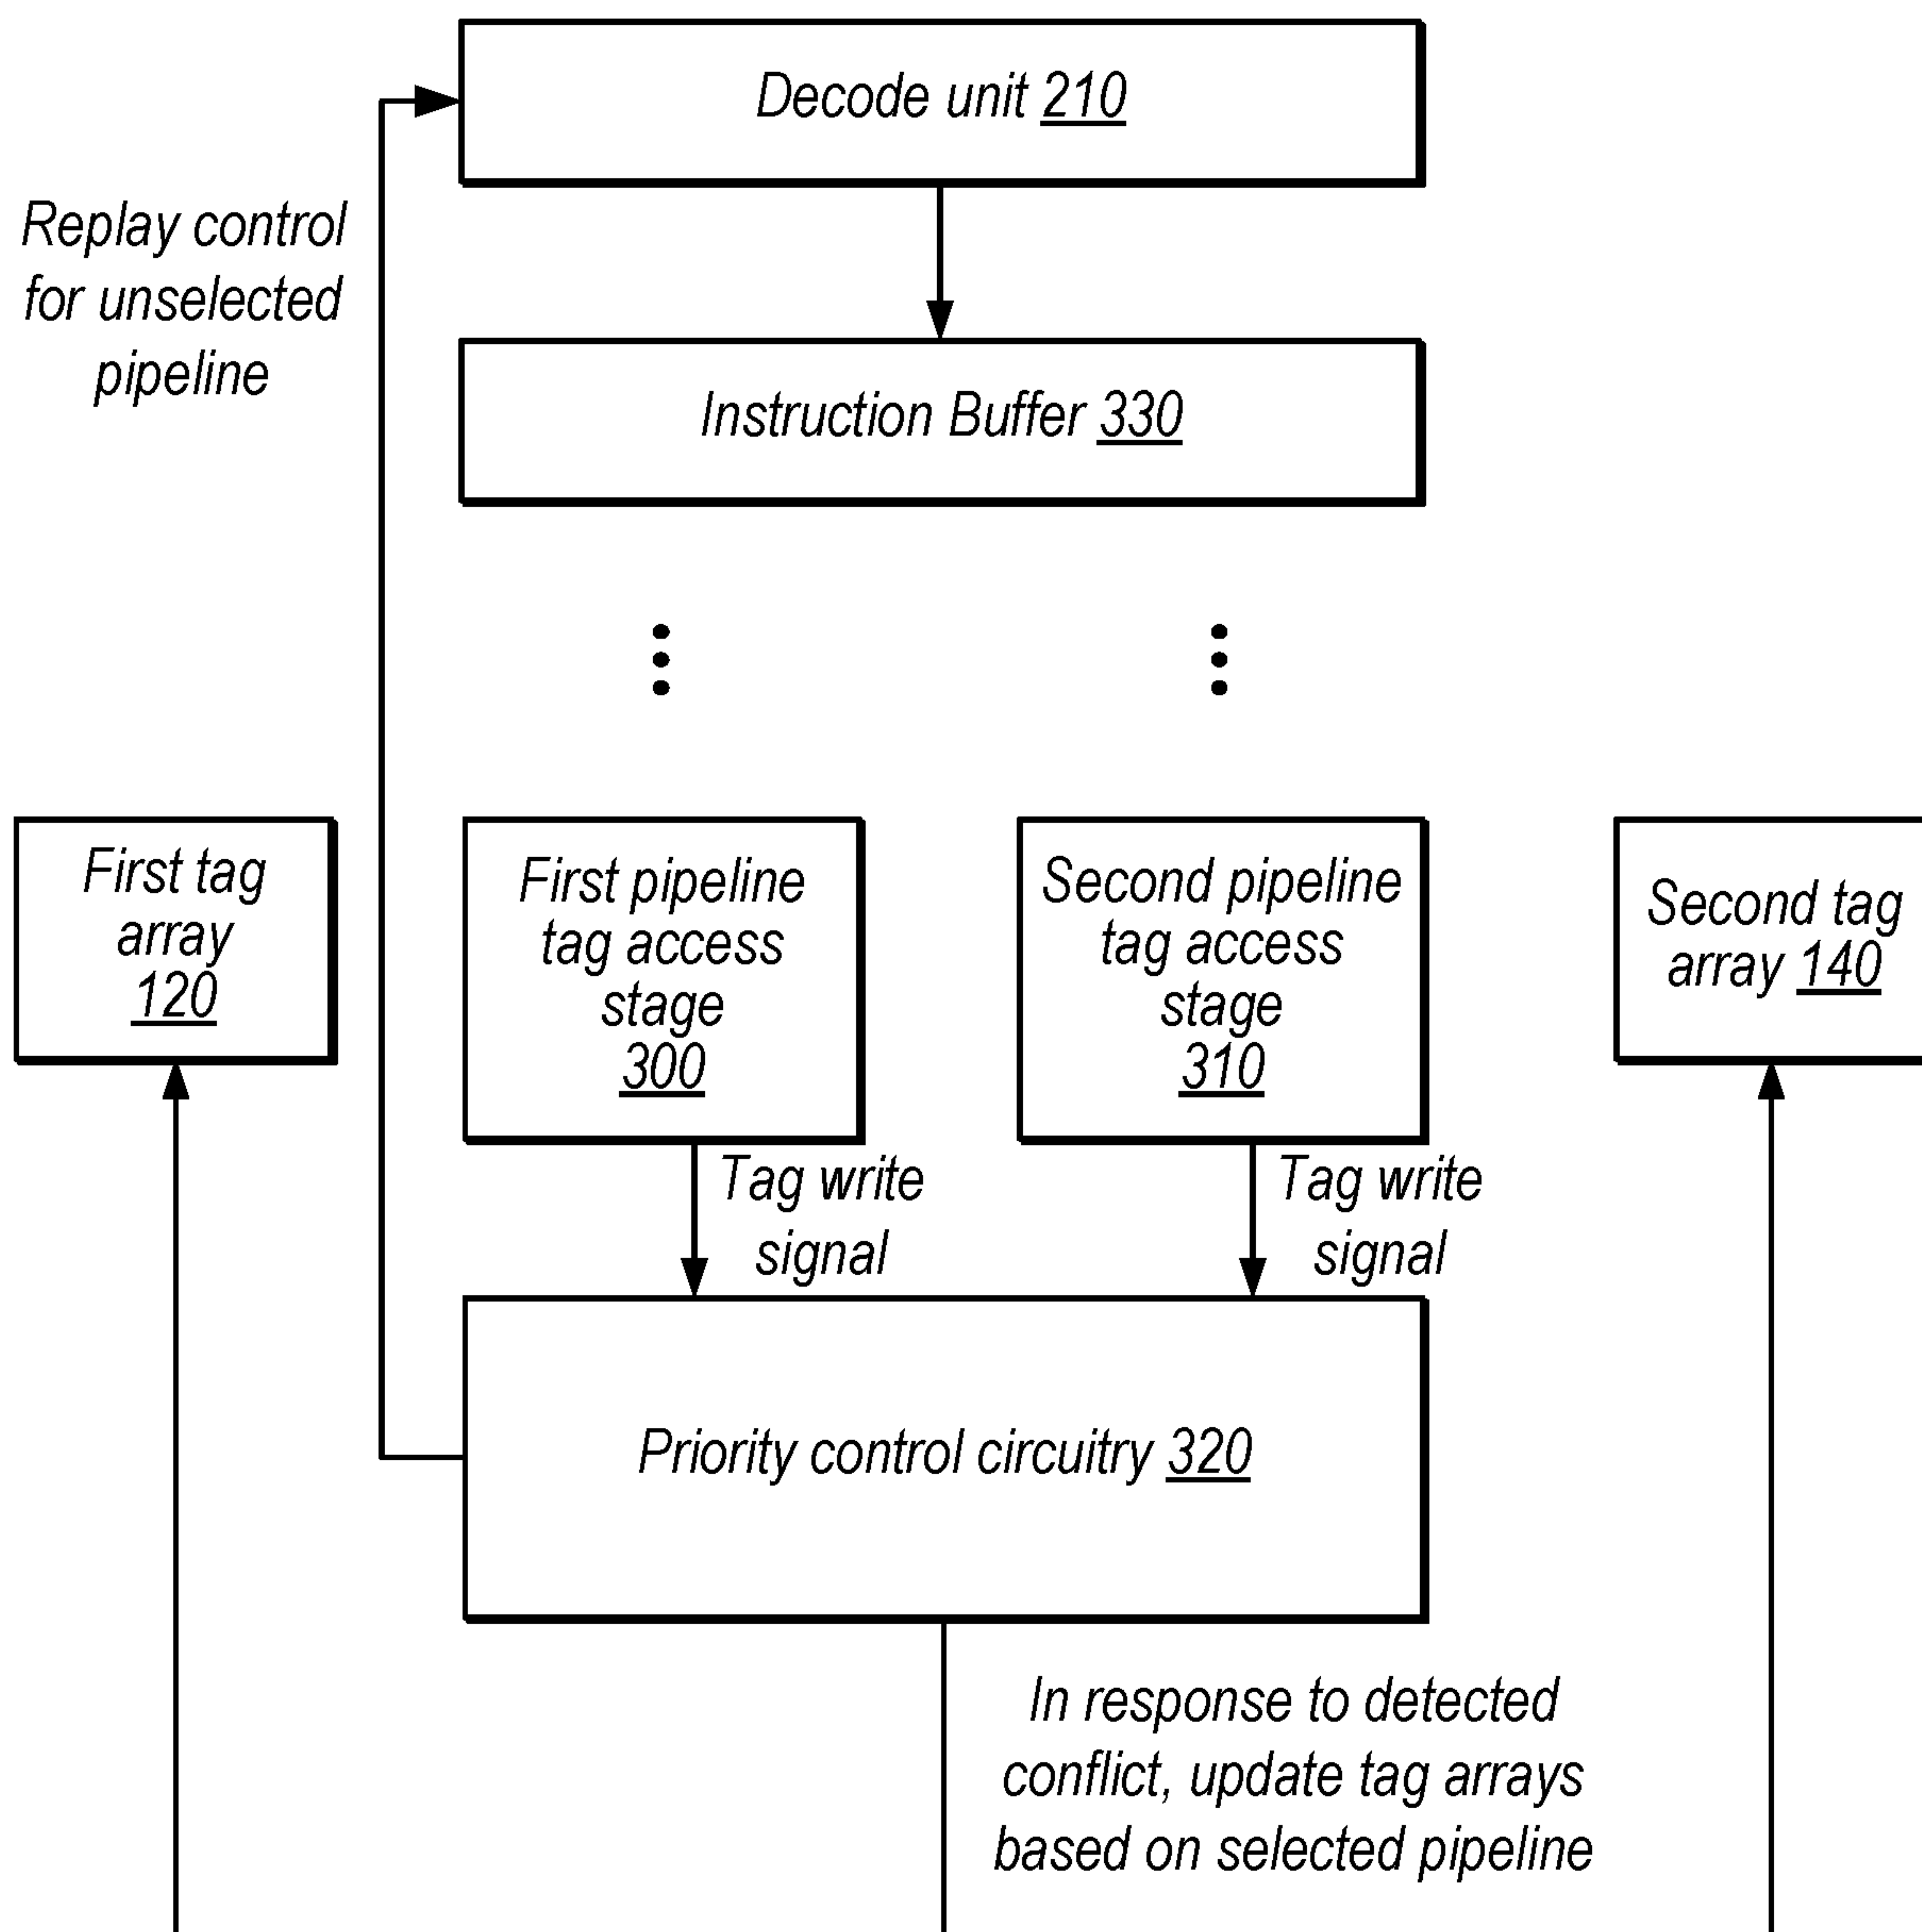 Decode unit 210
Replay control
for unselected
pipeline
Instruction Buffer 330
First tag
array
120
First pipeline
tag access
stage
300
Second pipeline
tag access
stage
310
Second tag
array 140
Tag write
signal
Tag write
signal
Priority control circuitry 320
In response to detected
conflict, update tag arrays
based on selected pipeline